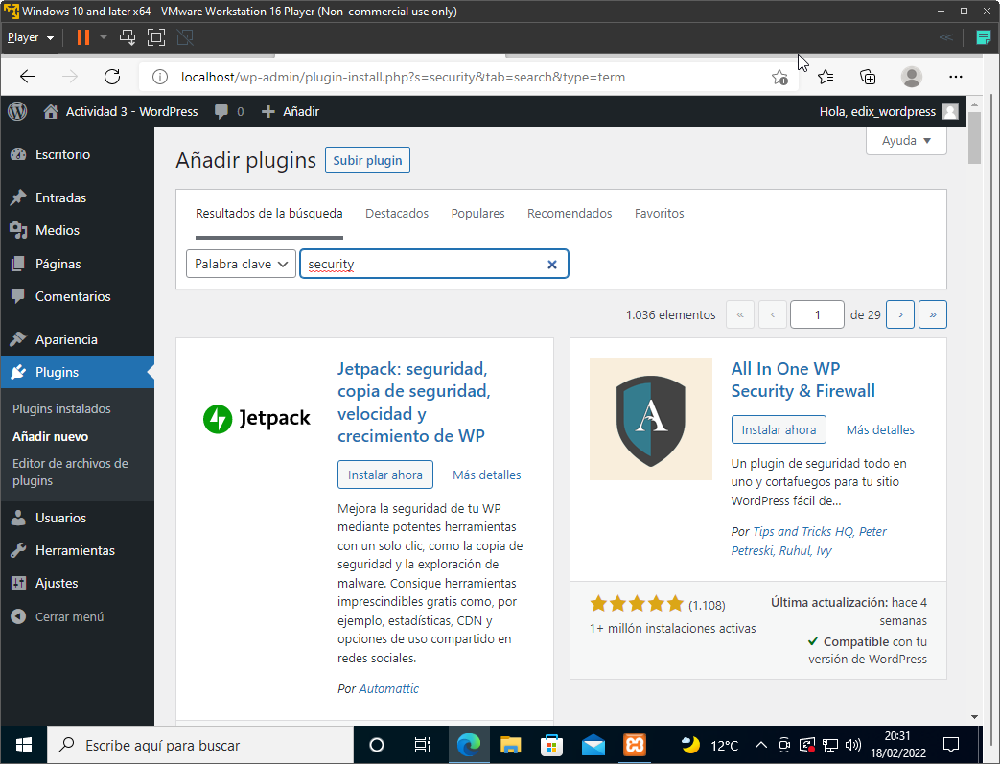 Windows 10 and later x64 - VMware Workstation 16 Player (Non-commercial use only)
Player
localhost/wp-admin/plugin-install.php?s=security&tab=search&type=term
Actividad 3 - WordPress
0
Añadir
Hola, edix_wordpress
Ayuda
Escritorio
Entradas
Medios
Páginas
Comentarios
Apariencia
Plugins
Plugins instalados
Añadir nuevo
Editor de archivos de
plugins
Usuarios
Herramientas
Ajustes
Cerrar menú
Añadir plugins
Subir plugin
Resultados de la búsqueda
Destacados
Populares
Recomendados
Favoritos
Palabra clave
security
1.036 elementos
«
‹
1
de 29
›
»
Jetpack
Jetpack: seguridad,
copia de seguridad,
velocidad y
crecimiento de WP
Instalar ahora
Más detalles
Mejora la seguridad de tu WP
mediante potentes herramientas
con un solo clic, como la copia de
seguridad y la exploración de
malware. Consigue herramientas
imprescindibles gratis como, por
ejemplo, estadísticas, CDN y
opciones de uso compartido en
redes sociales.
Por Automattic
A
All In One WP
Security & Firewall
Instalar ahora
Más detalles
Un plugin de seguridad todo en
uno y cortafuegos para tu sitio
WordPress fácil de...
Por Tips and Tricks HQ, Peter
Petreski, Ruhul, Ivy
(1.108)
1+ millón instalaciones activas
Última actualización: hace 4
semanas
Compatible con tu
versión de WordPress
Escribe aquí para buscar
12°C
20:31
18/02/2022